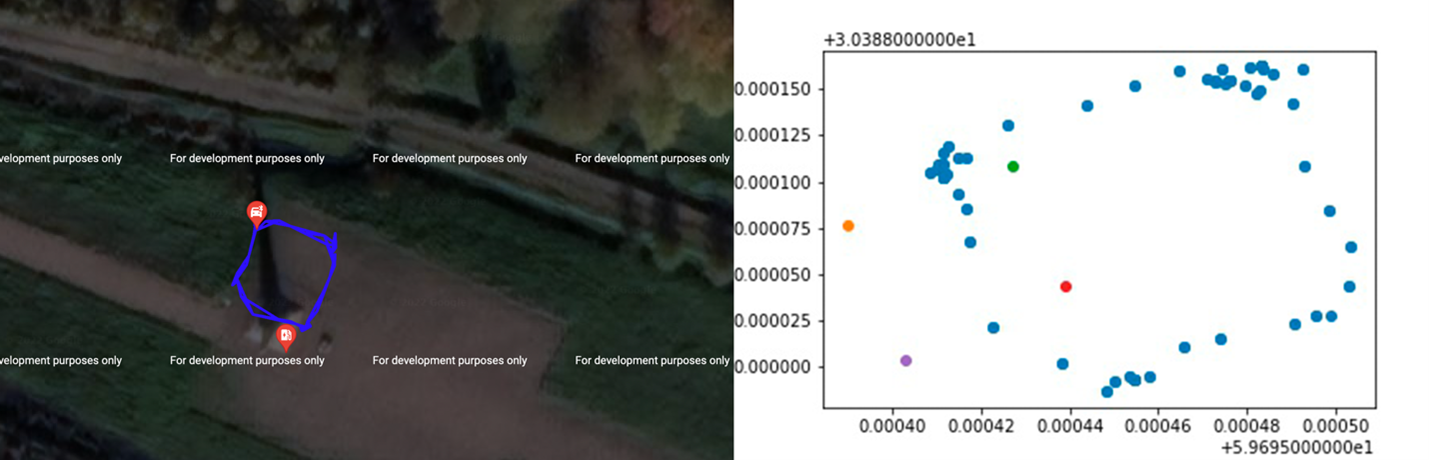 velopment purposes only For development purposes only For development purposes only For development purposes only
velopment purposes only For development purposes only For development purposes only For development purposes only
+3.0388000000e1
0.000150
0.000125
0.000100
0.000075
0.000050
0.000025
0.000000
0.00040 0.00042 0.00044 0.00046 0.00048 0.00050
+5.9695000000e1